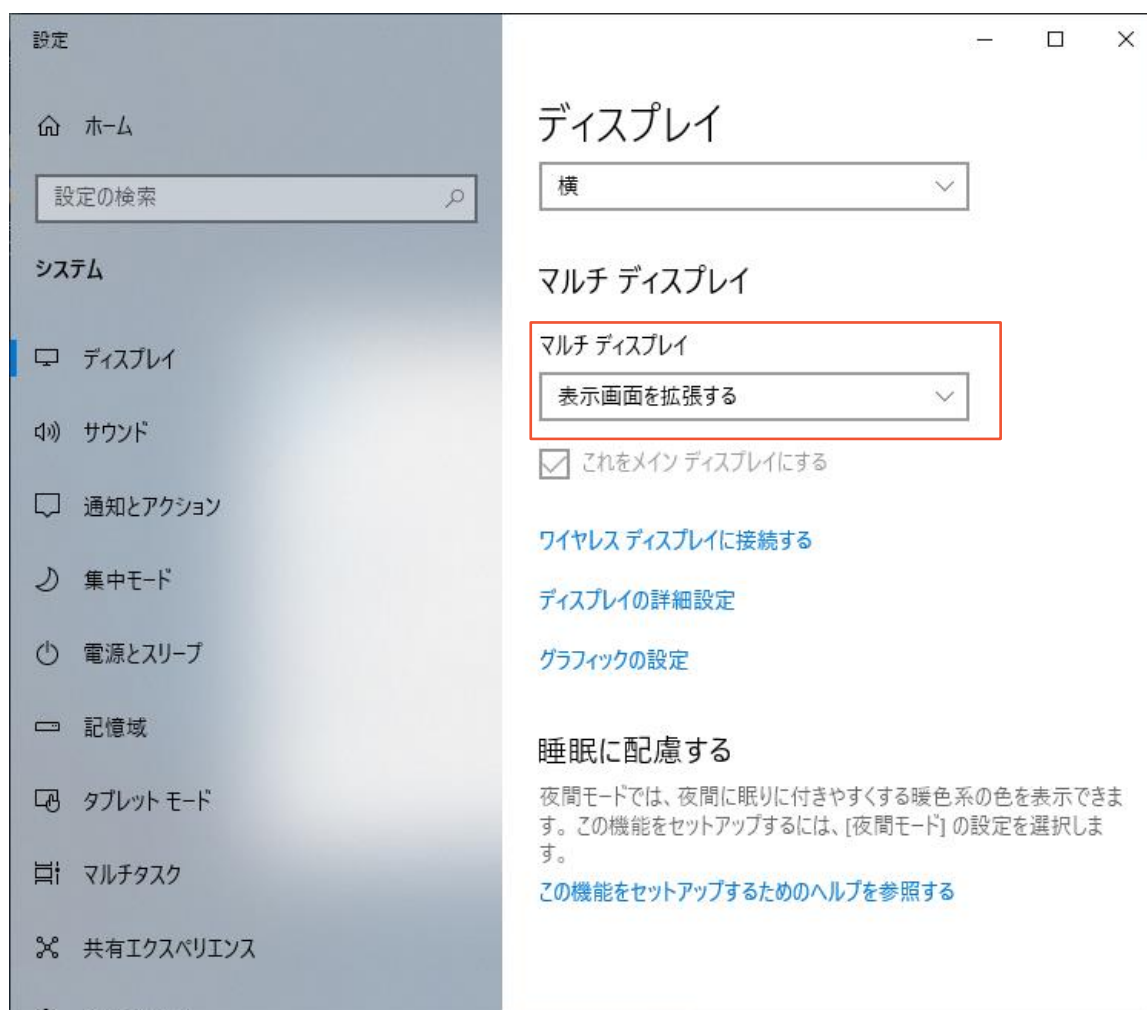 設定
ホーム
設定の検索
システム
ディスプレイ
サウンド
通知とアクション
集中モード
電源とスリープ
記憶域
タブレット モード
マルチタスク
共有エクスペリエンス
ディスプレイ
横
マルチ ディスプレイ
マルチ ディスプレイ
表示画面を拡張する
これをメイン ディスプレイにする
ワイヤレス ディスプレイに接続する
ディスプレイの詳細設定
グラフィックの設定
睡眠に配慮する
夜間モードでは、夜間に眠りに付きやすくする暖色系の色を表示できま
す。この機能をセットアップするには、[夜間モード] の設定を選択しま
す。
この機能をセットアップするためのヘルプを参照する